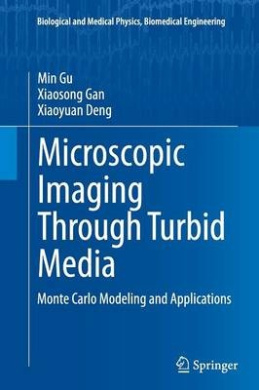 Biological and Medical Physics, Biomedical Engineering
Min Gu
Xiaosong Gan
Xiaoyuan Deng
Microscopic
Imaging
Through Turbid
Media
Monte Carlo Modeling and Applications
Springer